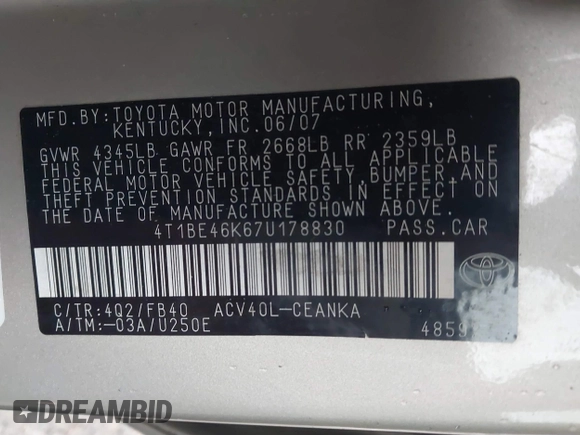 MFD.BY:TOYOTA MOTOR MANUFACTURING,
KENTUCKY,INC.06/07
GVWR 4345LB GAWR FR 2668LB RR 2359LB
THIS VEHICLE CONFORMS TO ALL APPLICABLE
FEDERAL MOTOR VEHICLE SAFETY,BUMPER,AND
THEFT PREVENTION STANDARDS IN EFFECT ON
THE DATE OF MANUFACTURE SHOWN ABOVE.
4T1BE46K67U178830 PASS.CAR
C/TR:4Q2/FB40 ACV40L-CEANKA
A/TM:-03A/U250E 4859
DREAMBID